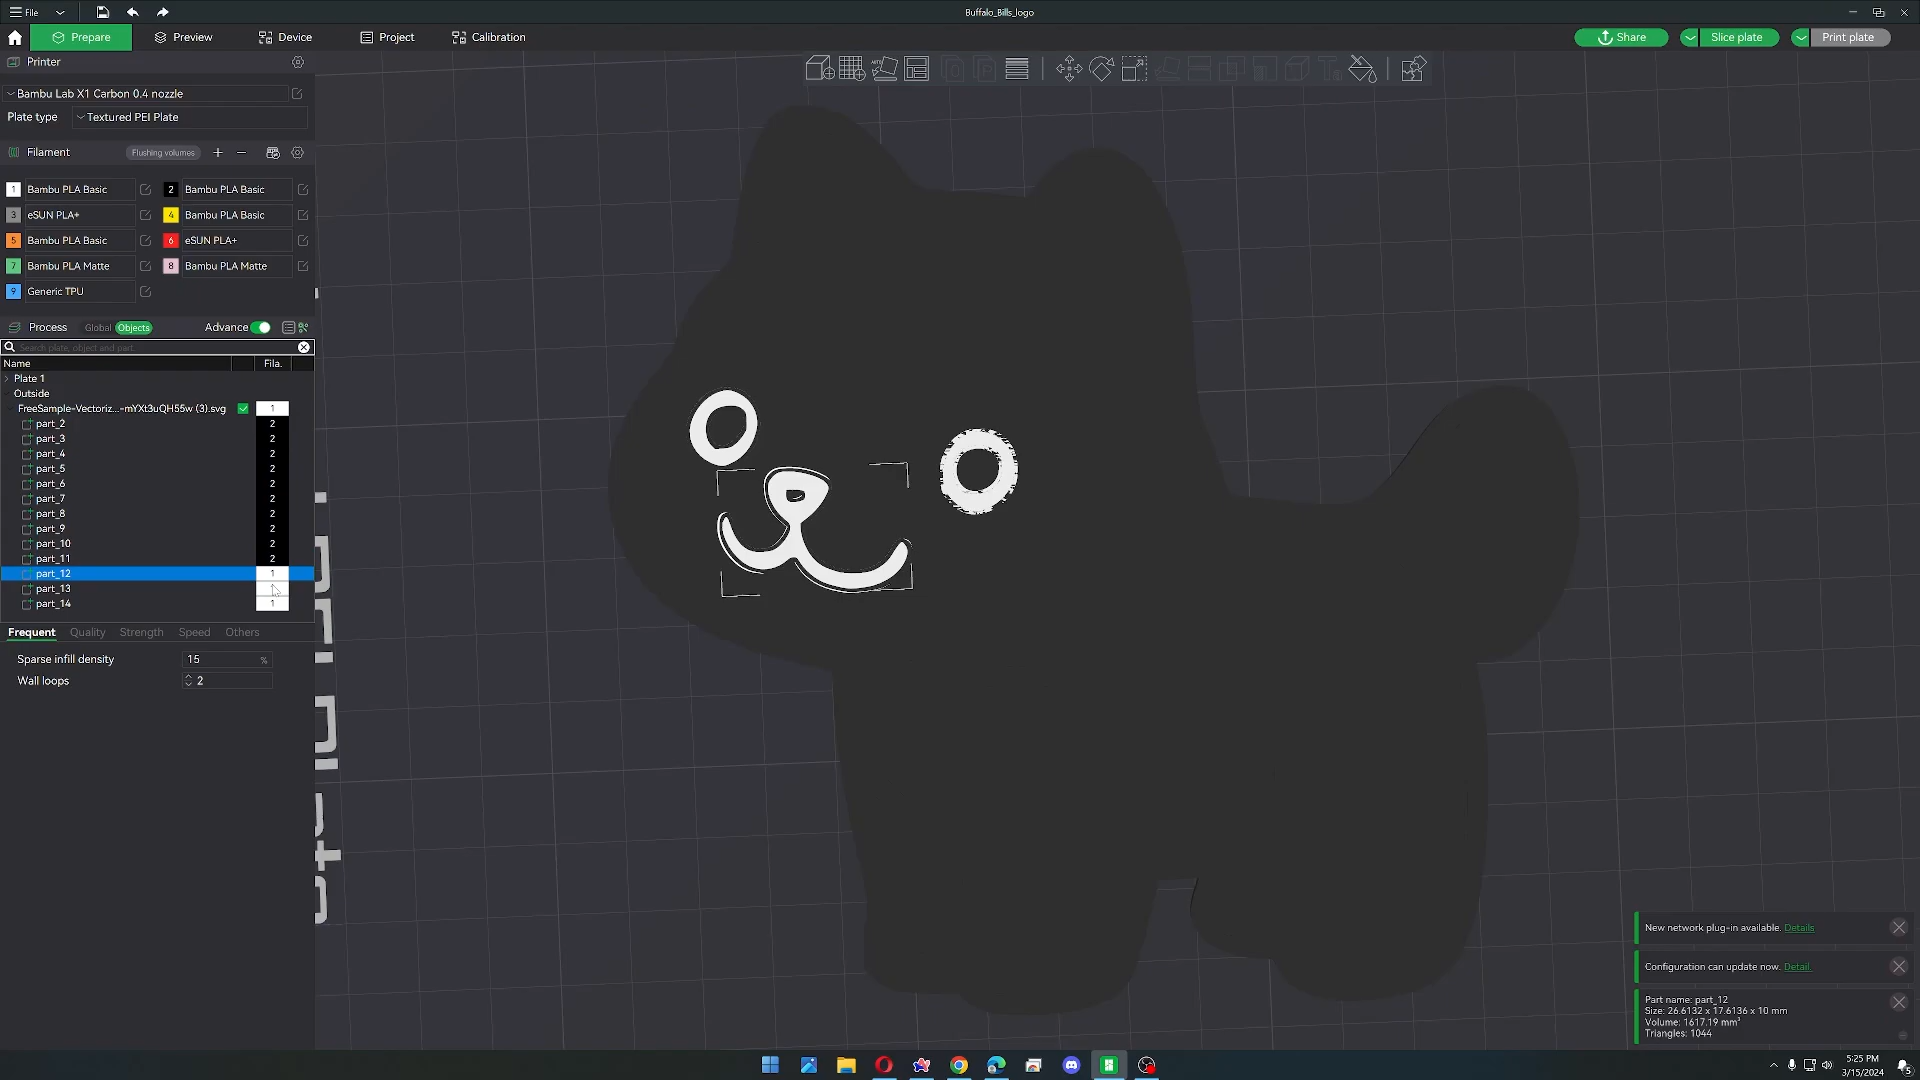 File
Buffalo_Bills_logo
Prepare
Preview
Device
Project
Calibration
Share
Slice plate
Print plate
Printer
Bambu Lab X1 Carbon 0.4 nozzle
Plate type
Textured PEI Plate
Filament
Flushing volumes
1 Bambu PLA Basic
2 Bambu PLA Basic
3 eSUN PLA+
4 Bambu PLA Basic
5 Bambu PLA Basic
6 eSUN PLA+
7 Bambu PLA Matte
8 Bambu PLA Matte
9 Generic TPU
Process
Global
Objects
Advance
Search plate, object and part.
Name
Fila.
Plate 1
Outside
FreeSample-Vectoriz...-mYXt3uQH55w (3).svg 1
part_2 2
part_3 2
part_4 2
part_5 2
part_6 2
part_7 2
part_8 2
part_9 2
part_10 2
part_11 2
part_12 1
part_13
part_14 1
Frequent
Quality
Strength
Speed
Others
Sparse infill density 15 %
Wall loops 2
New network plug-in available. Details
Configuration can update now. Detail.
Part name: part_12
Size: 26.6132 x 17.6136 x 10 mm
Volume: 1617.19 mm³
Triangles: 1044
5:25 PM
3/15/2024